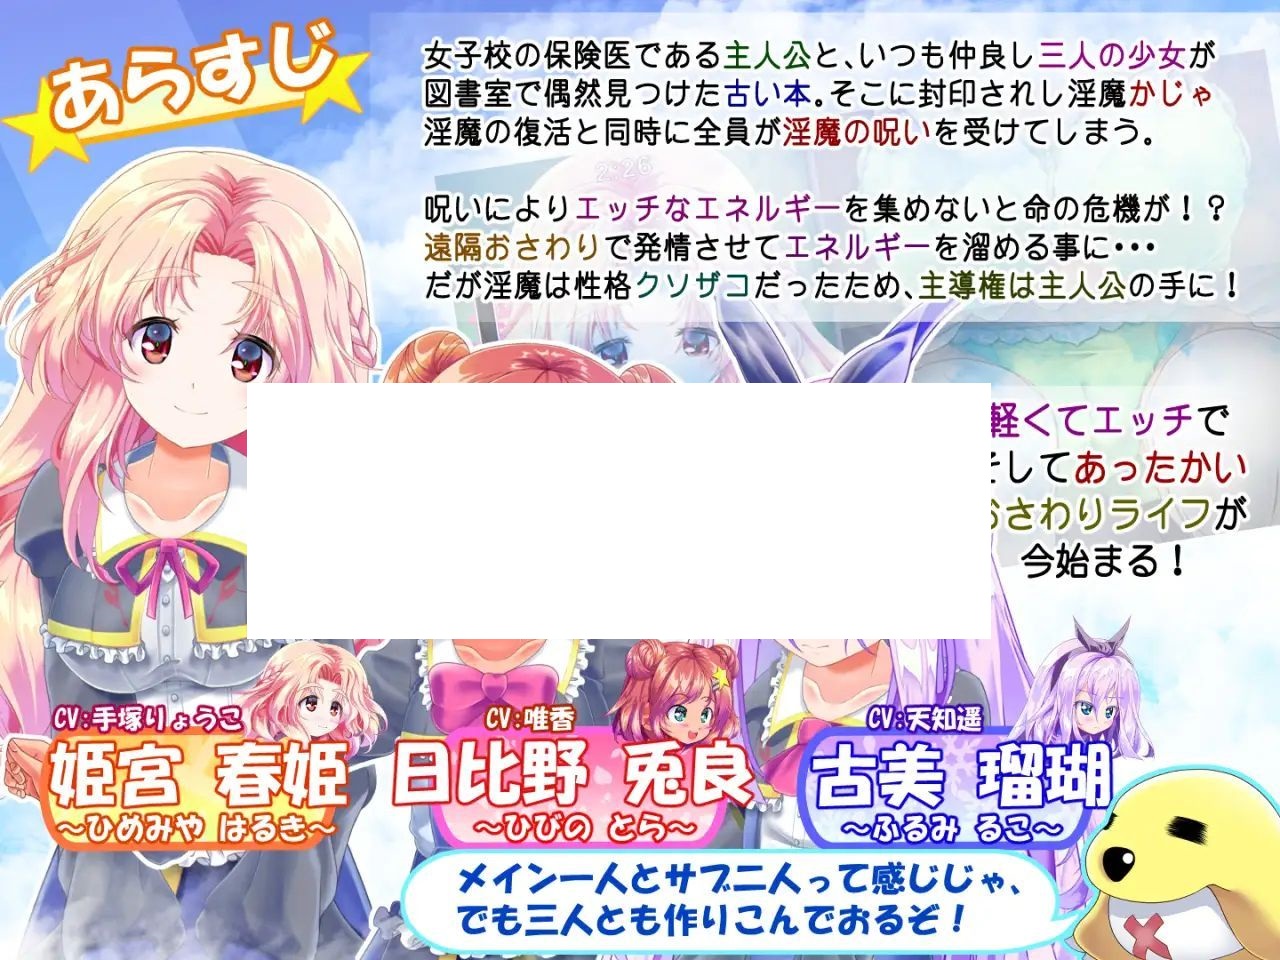 あらすじ
女子校の保険医である主人公と、いつも仲良し三人の少女が
図書室で偶然見つけた古い本。そこに封印されし淫魔かじゃ
淫魔の復活と同時に全員が淫魔の呪いを受けてしまう。
2:26
呪いによりエッチなエネルギーを集めないと命の危機が！？
遠隔おさわりで発情させてエネルギーを溜める事に・・・
だが淫魔は性格クソザコだったため、主導権は主人公の手に！
軽くてエッチで
そしてあったかい
おさわりライフが
今始まる！
CV:手塚りょうこ
姫宮 春姫
～ひめみや はるき～
CV:唯香
日比野 兎良
～ひびの とら～
CV:天知遥
古美 瑠瑚
～ふるみ るこ～
メイン一人とサブ二人って感じじゃ、
でも三人とも作りこんでおるぞ！